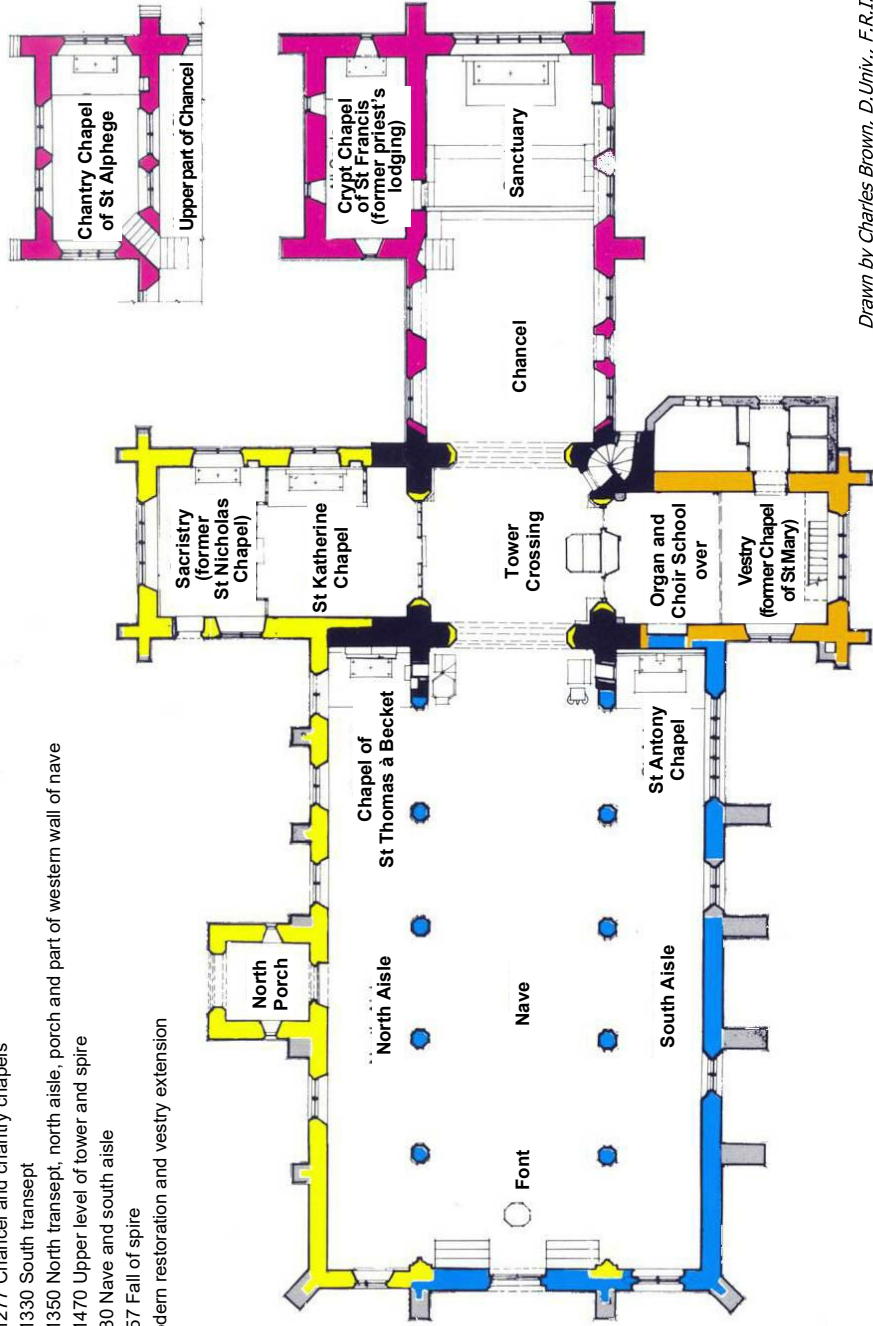 1277 Chancel and chantry chapels
1330 South transept
1350 North transept, north aisle, porch and part of western wall of nave
1470 Upper level of tower and spire
Nave and south aisle
57 Fall of spire
dern restoration and vestry extension
Chantry Chapel
of St Alphege
Upper part of Chancel
Crypt Chapel
of St Francis
(former priest's
lodging)
Sanctuary
Chancel
Sacristry
(former
St Nicholas
Chapel)
St Katherine
Chapel
Tower
Crossing
Organ and
Choir School
over
Vestry
(former Chapel
of St Mary)
Chapel of
St Thomas à Becket
St Antony
Chapel
North
Porch
North Aisle
Nave
South Aisle
Font
Drawn by Charles Brown, D.Univ., F.R.I.